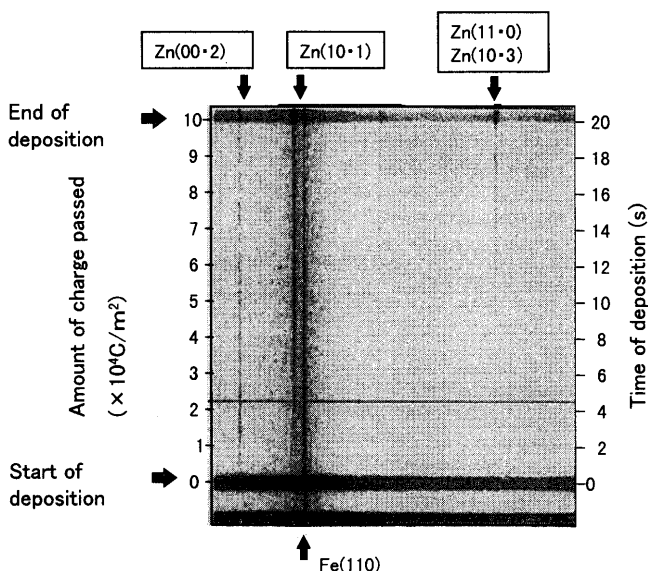 Zn(00・2)
Zn(10・1)
Zn(11・0)
Zn(10・3)
End of
deposition
Start of
deposition
Amount of charge passed
(×10⁴C/m²)
10
9
8
7
6
5
4
3
2
1
0
20
18
16
14
12
10
8
6
4
2
0
Time of deposition (s)
Fe(110)